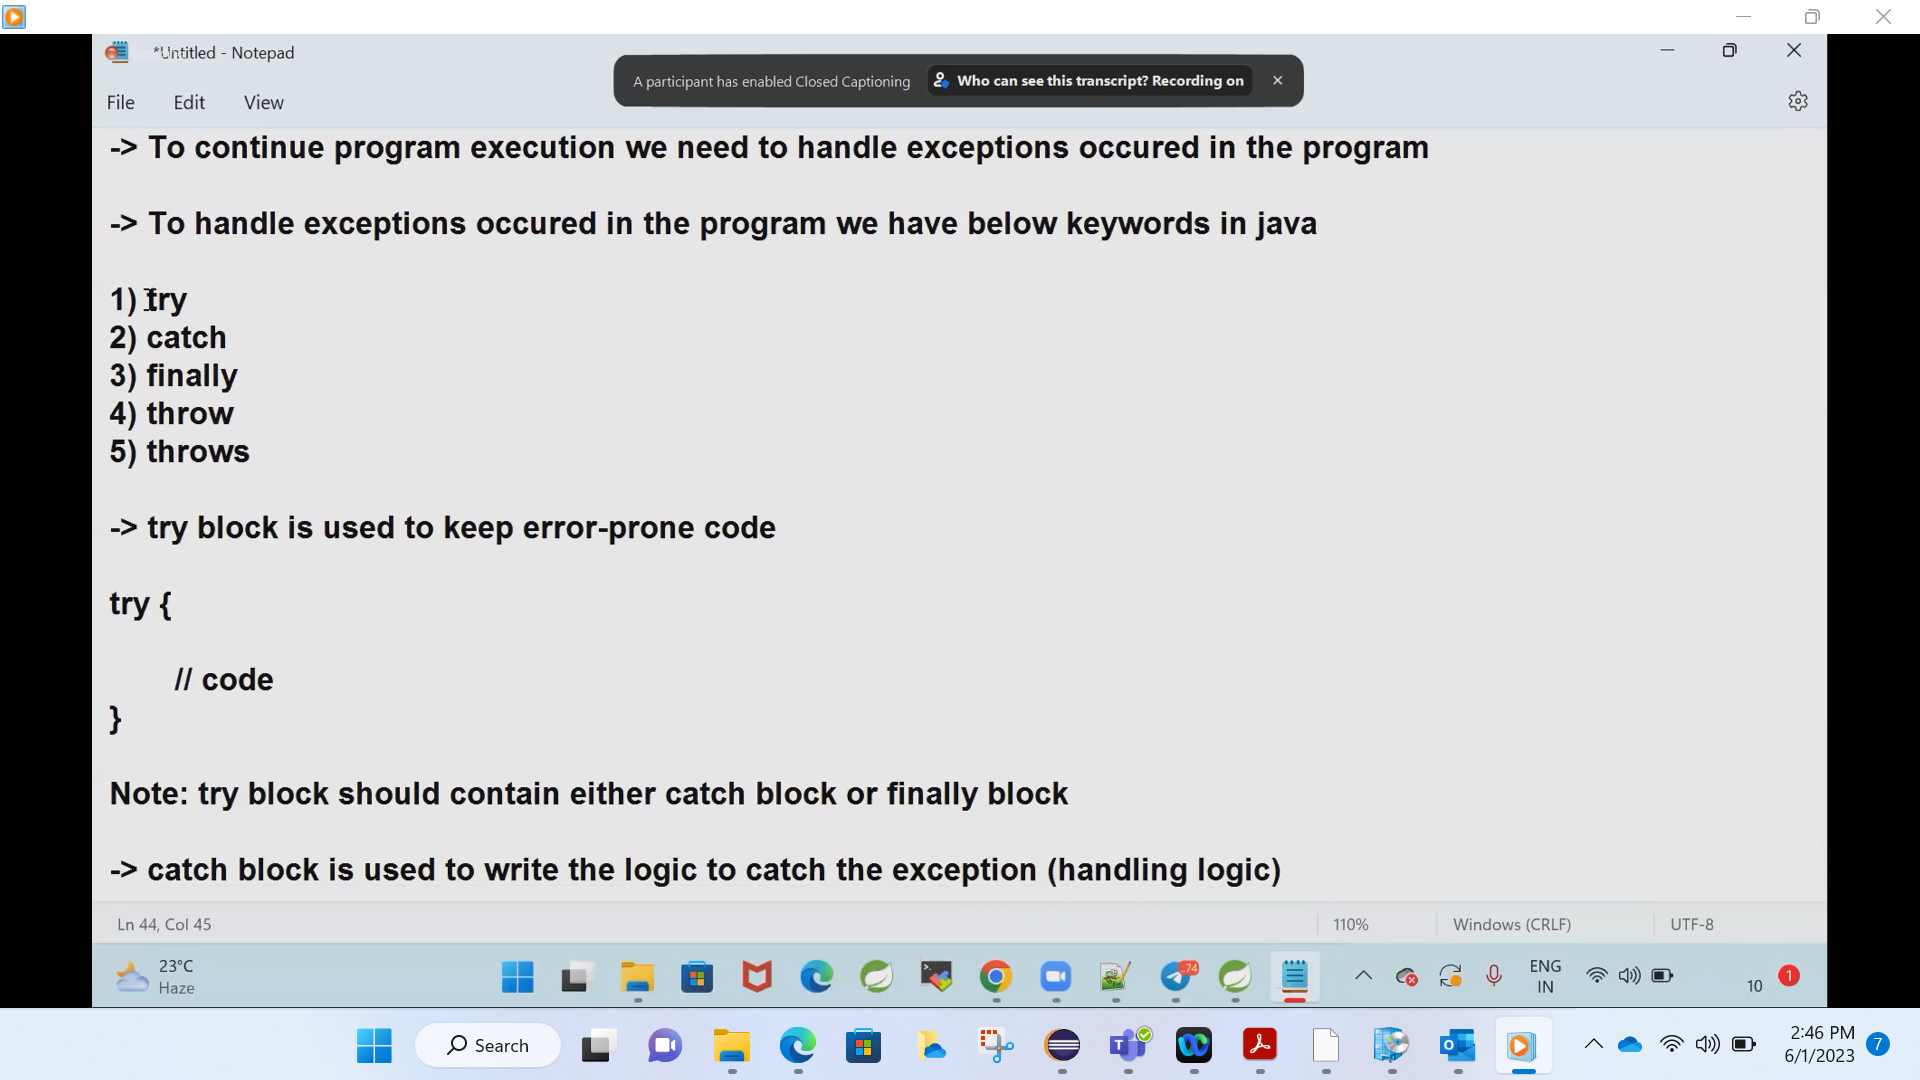 *Untitled - Notepad
A participant has enabled Closed Captioning
Who can see this transcript? Recording on
File Edit View
-> To continue program execution we need to handle exceptions occured in the program
-> To handle exceptions occured in the program we have below keywords in java
1) try
2) catch
3) finally
4) throw
5) throws
-> try block is used to keep error-prone code
try {
// code
}
Note: try block should contain either catch block or finally block
-> catch block is used to write the logic to catch the exception (handling logic)
Ln 44, Col 45
110%
Windows (CRLF)
UTF-8
23°C
Haze
74
ENG
IN
10
1
Search
2:46 PM
6/1/2023
7